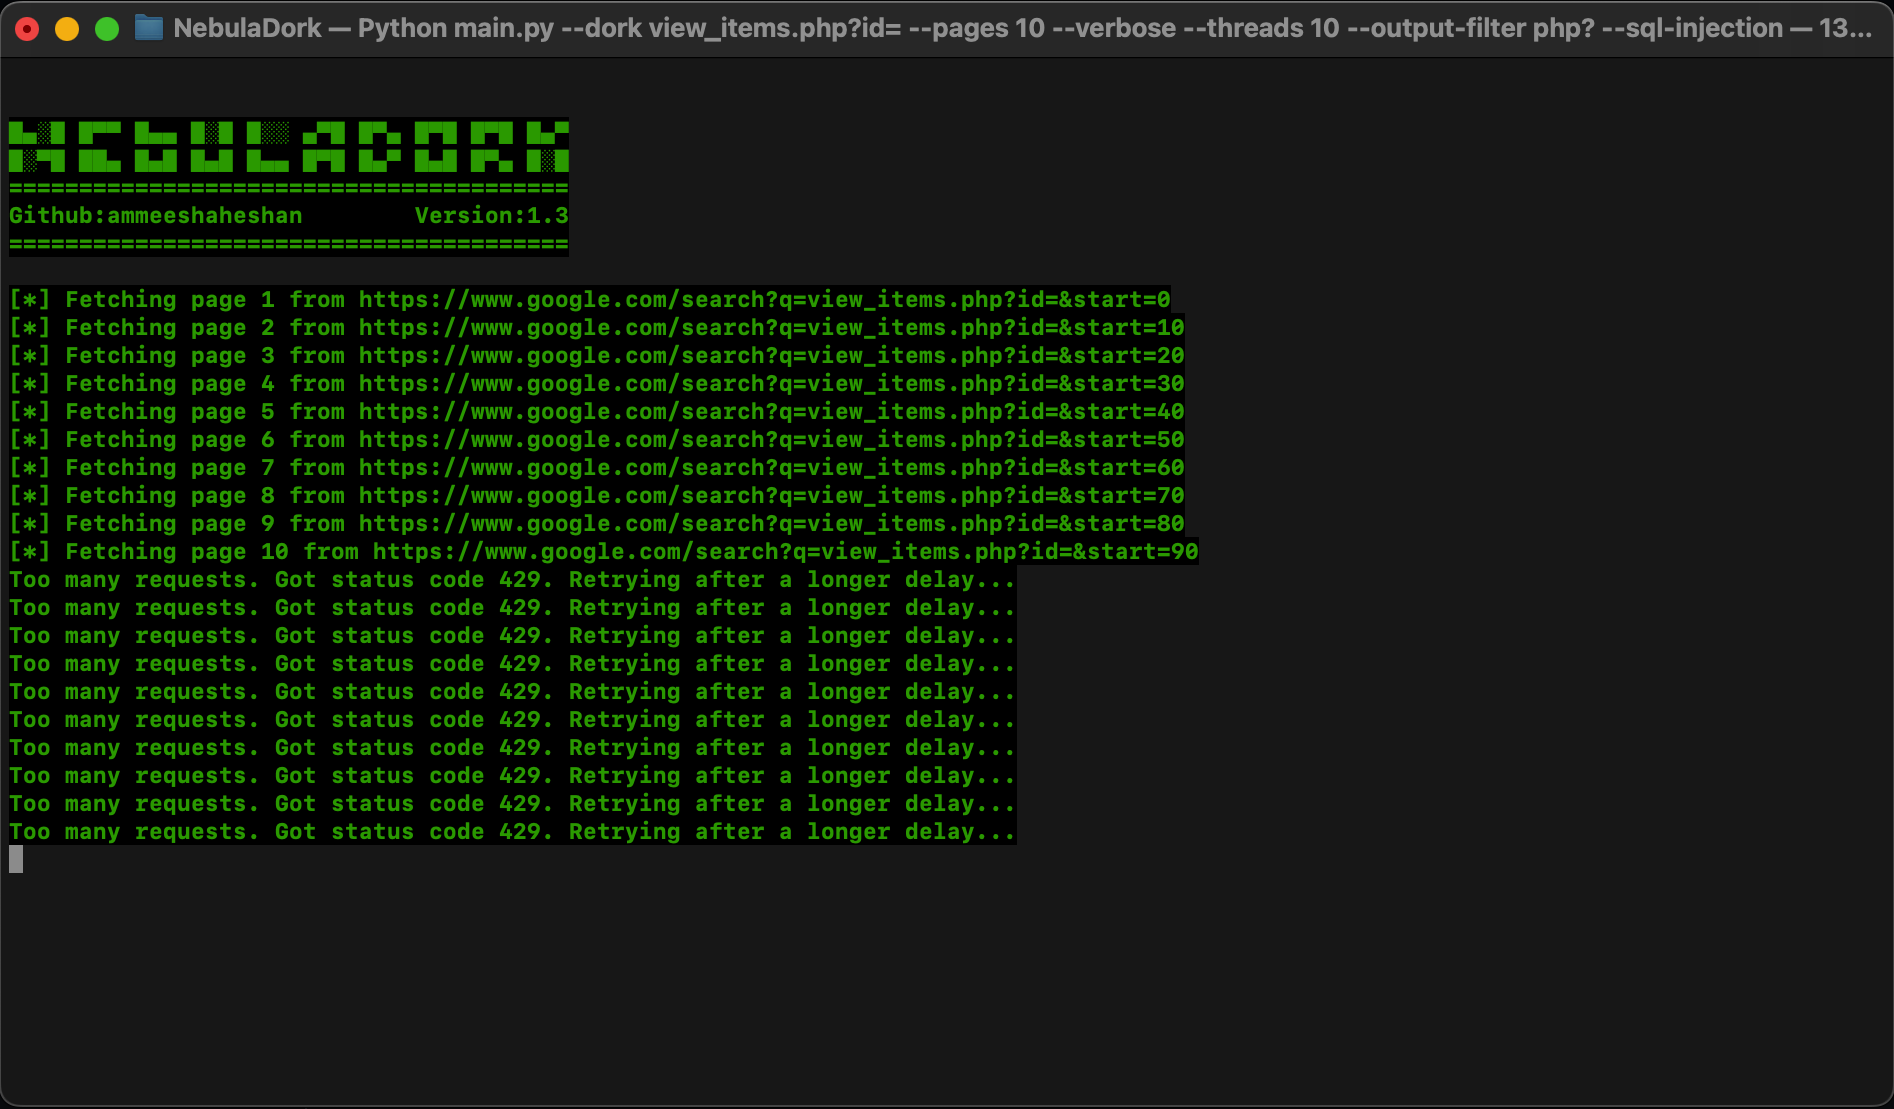 NebulaDork — Python main.py --dork view_items.php?id= --pages 10 --verbose --threads 10 --output-filter php? --sql-injection — 13...
NEBULADORK
========================================
Github:ammeeshaheshan        Version:1.3
========================================
[*] Fetching page 1 from https://www.google.com/search?q=view_items.php?id=&start=0
[*] Fetching page 2 from https://www.google.com/search?q=view_items.php?id=&start=10
[*] Fetching page 3 from https://www.google.com/search?q=view_items.php?id=&start=20
[*] Fetching page 4 from https://www.google.com/search?q=view_items.php?id=&start=30
[*] Fetching page 5 from https://www.google.com/search?q=view_items.php?id=&start=40
[*] Fetching page 6 from https://www.google.com/search?q=view_items.php?id=&start=50
[*] Fetching page 7 from https://www.google.com/search?q=view_items.php?id=&start=60
[*] Fetching page 8 from https://www.google.com/search?q=view_items.php?id=&start=70
[*] Fetching page 9 from https://www.google.com/search?q=view_items.php?id=&start=80
[*] Fetching page 10 from https://www.google.com/search?q=view_items.php?id=&start=90
Too many requests. Got status code 429. Retrying after a longer delay...
Too many requests. Got status code 429. Retrying after a longer delay...
Too many requests. Got status code 429. Retrying after a longer delay...
Too many requests. Got status code 429. Retrying after a longer delay...
Too many requests. Got status code 429. Retrying after a longer delay...
Too many requests. Got status code 429. Retrying after a longer delay...
Too many requests. Got status code 429. Retrying after a longer delay...
Too many requests. Got status code 429. Retrying after a longer delay...
Too many requests. Got status code 429. Retrying after a longer delay...
Too many requests. Got status code 429. Retrying after a longer delay...